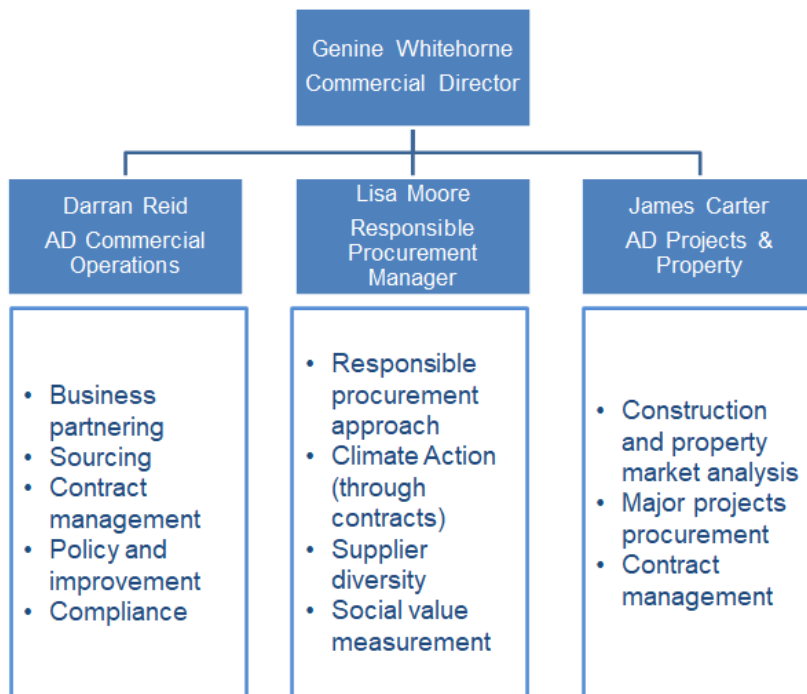 Genine Whitehorne
Commercial Director
Darran Reid
AD Commercial
Operations
Lisa Moore
Responsible
Procurement
Manager
James Carter
AD Projects &
Property
• Business
partnering
• Sourcing
• Contract
management
• Policy and
improvement
• Compliance
• Responsible
procurement
approach
• Climate Action
(through
contracts)
• Supplier
diversity
• Social value
measurement
• Construction
and property
market analysis
• Major projects
procurement
• Contract
management